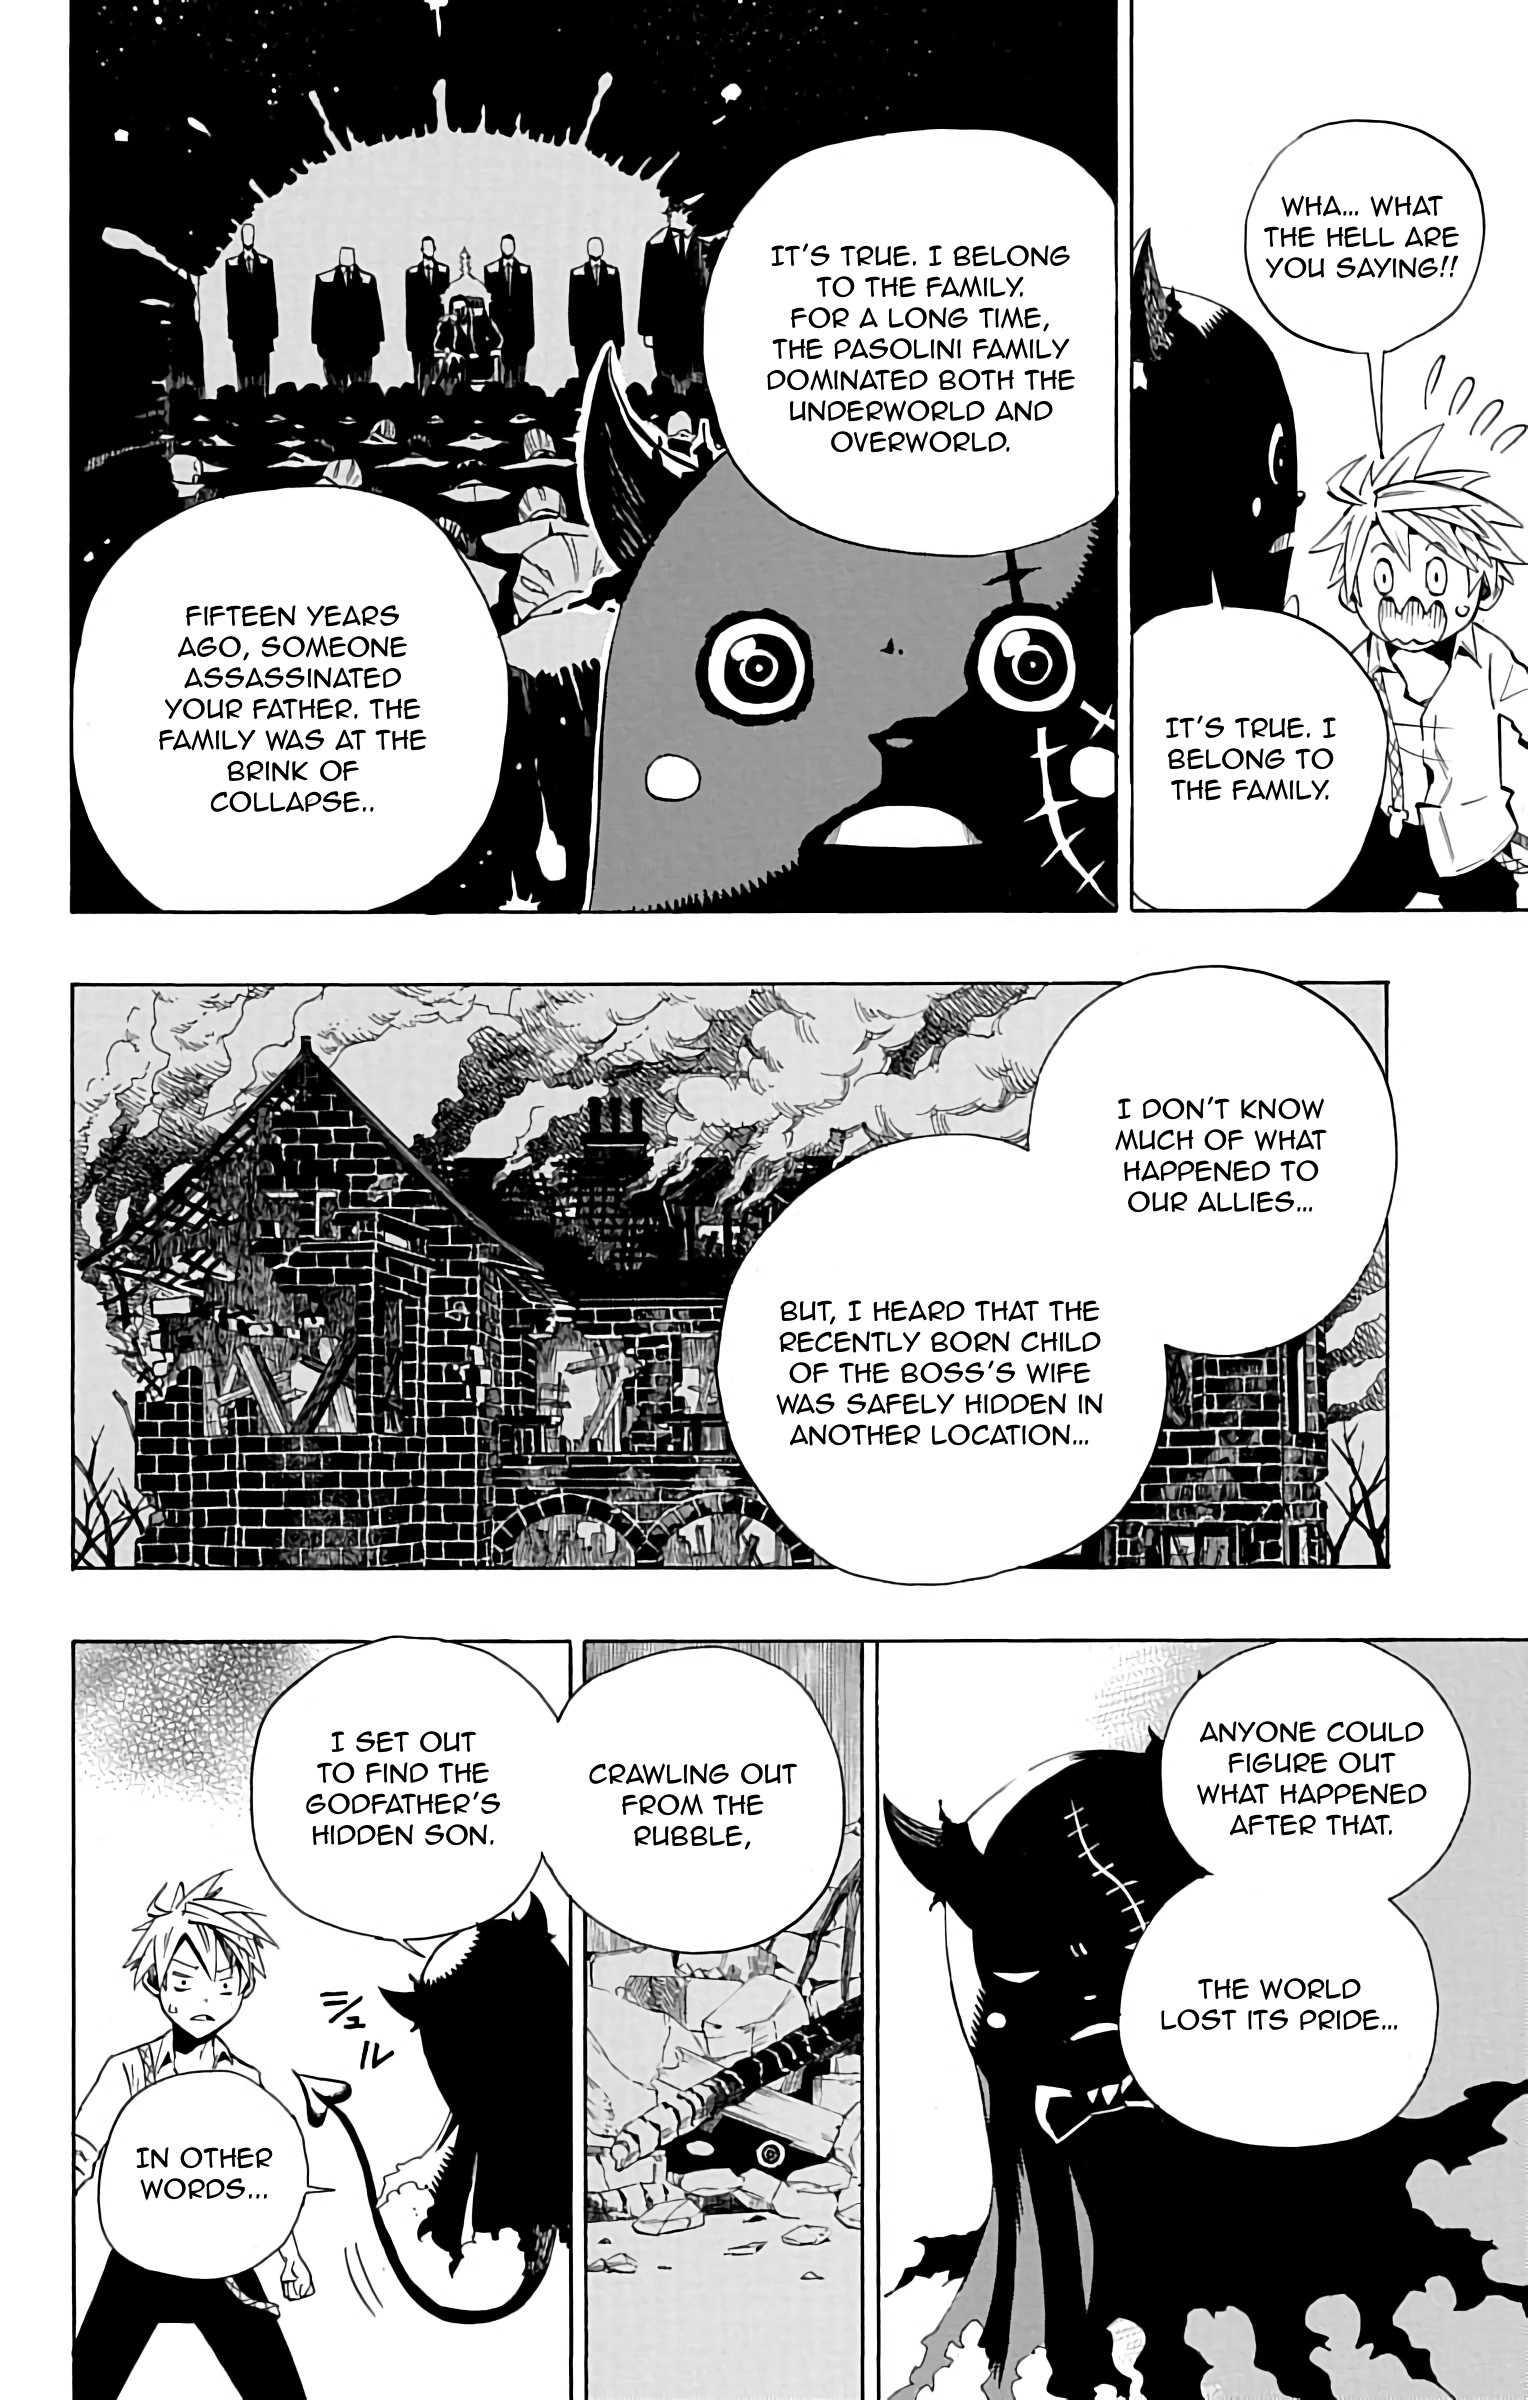 WHA... WHAT
THE HELL ARE
YOU SAYING!!
IT'S TRUE. I
BELONG TO
THE FAMILY.
IT'S TRUE. I BELONG
TO THE FAMILY.
FOR A LONG TIME,
THE PASOLINI FAMILY
DOMINATED BOTH THE
UNDERWORLD AND
OVERWORLD.
FIFTEEN YEARS
AGO, SOMEONE
ASSASSINATED
YOUR FATHER. THE
FAMILY WAS AT THE
BRINK OF
COLLAPSE..
I DON'T KNOW
MUCH OF WHAT
HAPPENED TO
OUR ALLIES...
BUT, I HEARD THAT THE
RECENTLY BORN CHILD
OF THE BOSS'S WIFE
WAS SAFELY HIDDEN IN
ANOTHER LOCATION...
ANYONE COULD
FIGURE OUT
WHAT HAPPENED
AFTER THAT.
THE WORLD
LOST ITS PRIDE...
CRAWLING OUT
FROM THE
RUBBLE,
I SET OUT
TO FIND THE
GODFATHER'S
HIDDEN SON.
ニュル
IN OTHER
WORDS...